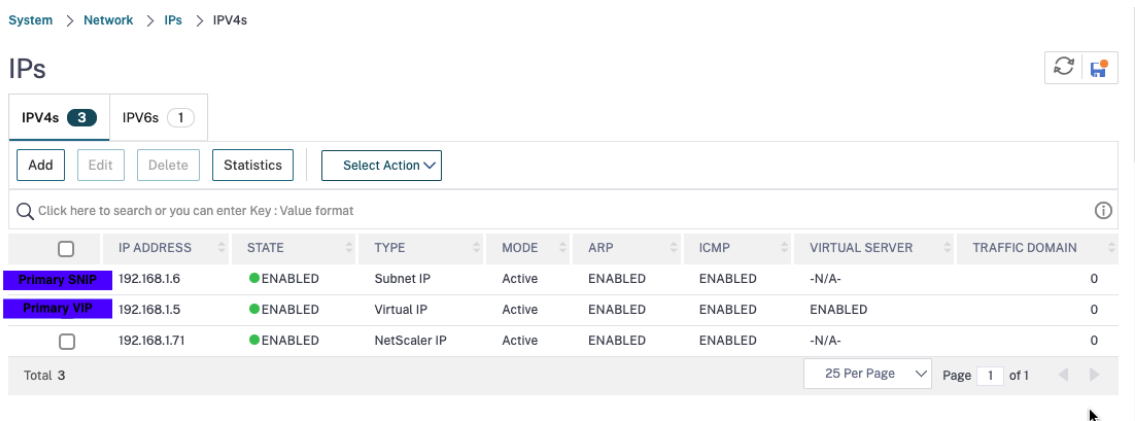 System > Network > IPs > IPV4s
IPs
IPV4s 3 IPV6s 1
Add Edit Delete Statistics Select Action
Click here to search or you can enter Key : Value format
IP ADDRESS STATE TYPE MODE ARP ICMP VIRTUAL SERVER TRAFFIC DOMAIN
Primary SNIP 192.168.1.6 ENABLED Subnet IP Active ENABLED ENABLED -N/A- 0
Primary VIP 192.168.1.5 ENABLED Virtual IP Active ENABLED ENABLED ENABLED 0
192.168.1.71 ENABLED NetScaler IP Active ENABLED ENABLED -N/A- 0
Total 3 25 Per Page Page 1 of 1